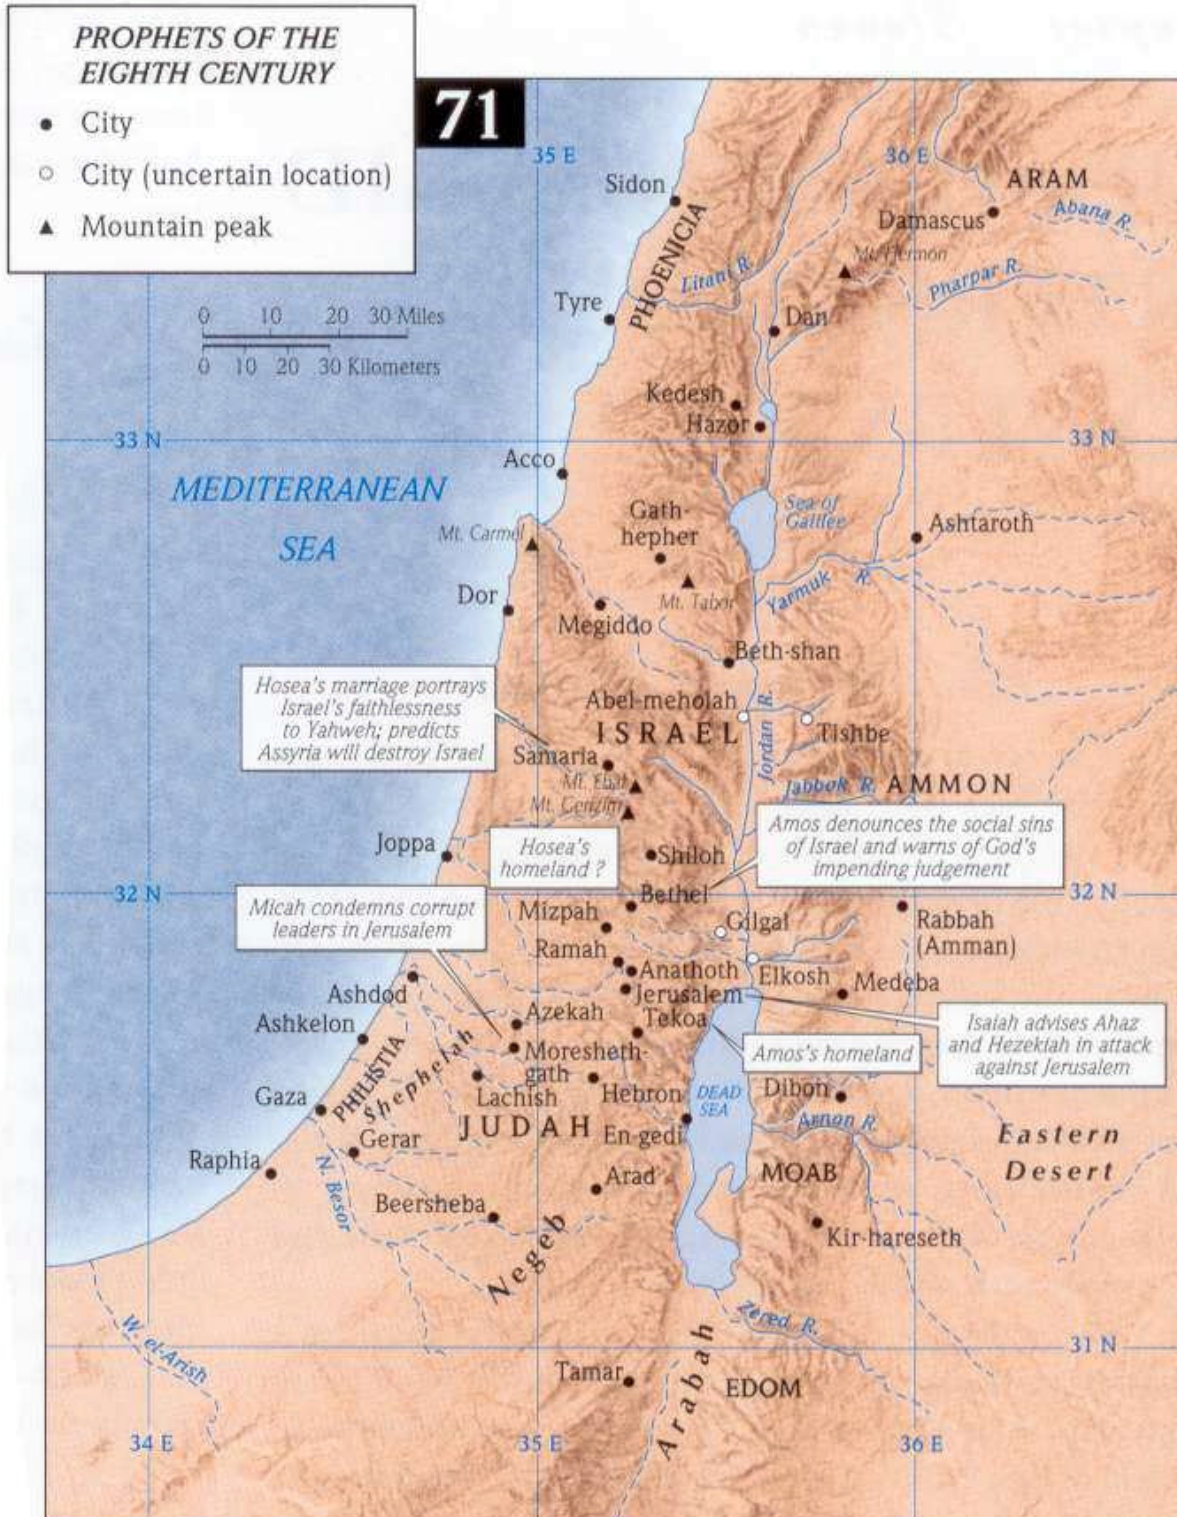 PROPHETS OF THE
EIGHTH CENTURY
City
City (uncertain location)
Mountain peak
71
35 E
36 E
Sidon
ARAM
Damascus
Abana R.
Mt. Hermon
PHOENICIA
Litani R.
Pharpar R.
Tyre
Dan
0 10 20 30 Miles
0 10 20 30 Kilometers
Kedesh
Hazor
33 N
33 N
Acco
MEDITERRANEAN
SEA
Sea of
Galilee
Gath-
hepher
Ashtaroth
Mt. Carmel
Dor
Mt. Tabor
Yarmuk R.
Megiddo
Beth-shan
Hosea's marriage portrays
Israel's faithlessness
to Yahweh; predicts
Assyria will destroy Israel
Abel-meholah
ISRAEL
Jordan R.
Tishbe
Samaria
Mt. Ebal
Jabbok R.
AMMON
Mt. Gerizim
Amos denounces the social sins
of Israel and warns of God's
impending judgement
Joppa
Hosea's
homeland ?
Shiloh
32 N
32 N
Bethel
Micah condemns corrupt
leaders in Jerusalem
Mizpah
Gilgal
Rabbah
(Amman)
Ramah
Anathoth
Elkosh
Medeba
Ashdod
Jerusalem
Azekah
Tekoa
Ashkelon
Isaiah advises Ahaz
and Hezekiah in attack
against Jerusalem
Amos's homeland
PHILISTIA
Shephelah
Moresheth-
gath
Lachish
Hebron
DEAD
SEA
Dibon
Gaza
JUDAH
En-gedi
Arnon R.
Eastern
Desert
Gerar
Raphia
N. Besor
Arad
MOAB
Beersheba
Kir-hareseth
Negeb
Zered R.
W. el-Arish
31 N
Tamar
Arabah
EDOM
34 E
35 E
36 E